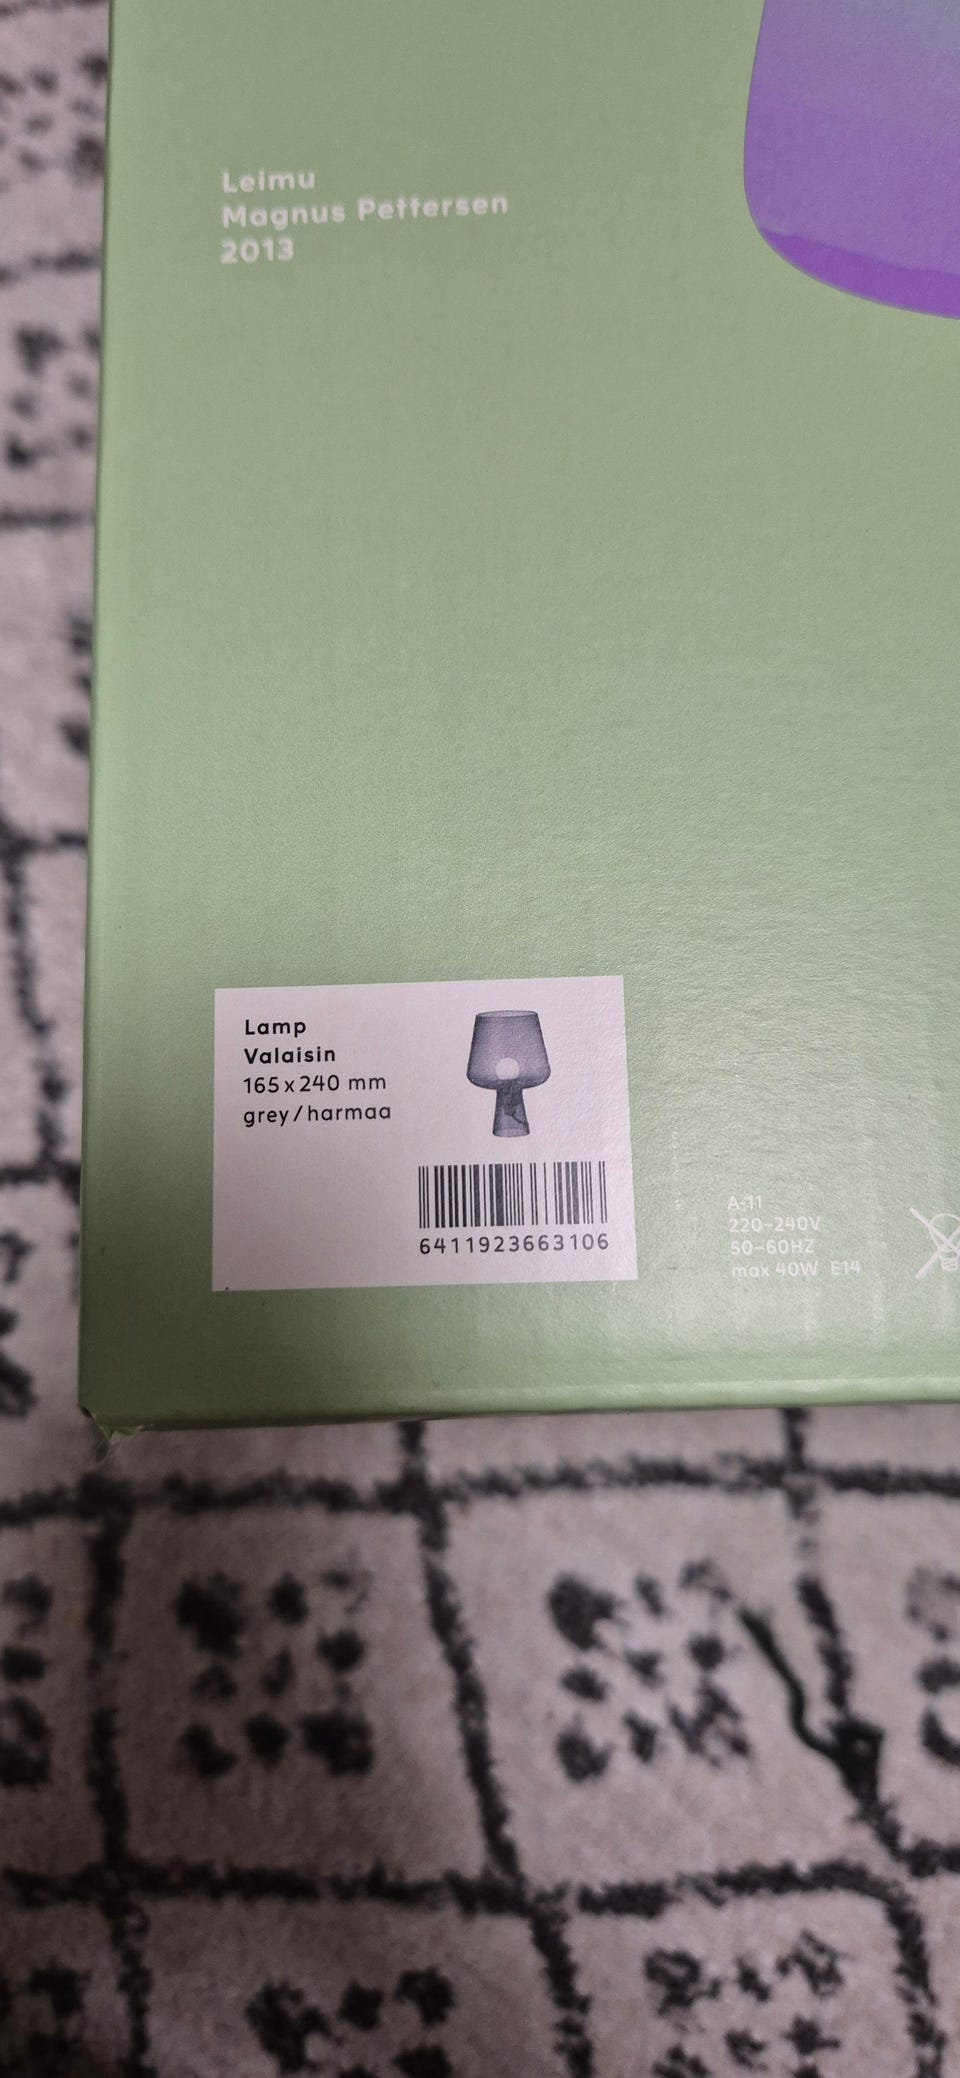 Leimu
Magnus Pettersen
2013
Lamp
Valaisin
165 x 240 mm
grey / harmaa
6411923663106
A-11
220-240V
50-60HZ
max 40W E14